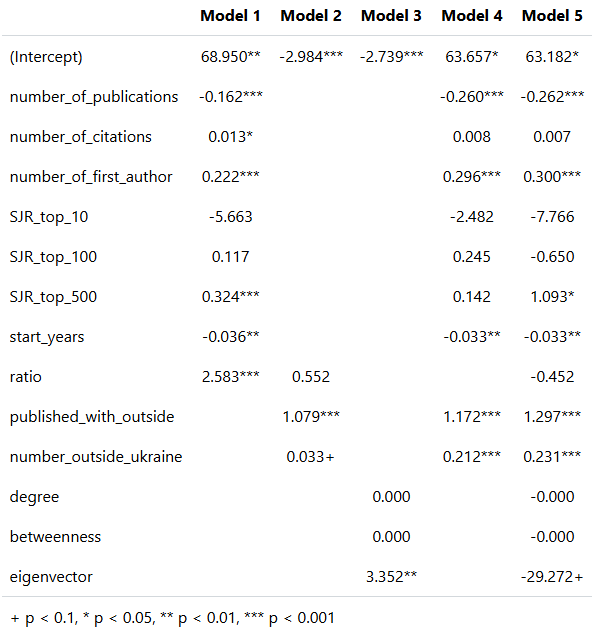 Model 1 Model 2 Model 3 Model 4 Model 5
(Intercept) 68.950** -2.984*** -2.739*** 63.657* 63.182*
number_of_publications -0.162*** -0.260*** -0.262***
number_of_citations 0.013* 0.008 0.007
number_of_first_author 0.222*** 0.296*** 0.300***
SJR_top_10 -5.663 -2.482 -7.766
SJR_top_100 0.117 0.245 -0.650
SJR_top_500 0.324*** 0.142 1.093*
start_years -0.036** -0.033** -0.033**
ratio 2.583*** 0.552 -0.452
published_with_outside 1.079*** 1.172*** 1.297***
number_outside_ukraine 0.033+ 0.212*** 0.231***
degree 0.000 -0.000
betweenness 0.000 -0.000
eigenvector 3.352** -29.272+
+ p < 0.1, * p < 0.05, ** p < 0.01, *** p < 0.001